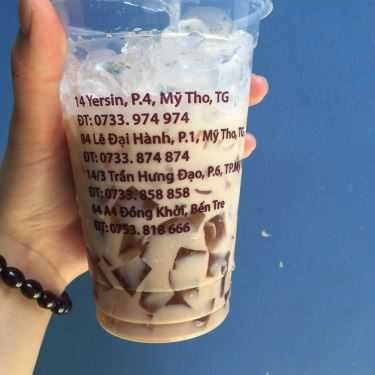 14 Yersin, P.4, Mỹ Tho, TG
ĐT: 0733. 974 974
84 Lê Đại Hành, P.1, Mỹ Tho, TG
ĐT: 0733. 874 874
14/3 Trần Hưng Đạo, P.6, TP.Mỹ
ĐT: 0733. 858 858
64 A4 Đồng Khởi, Bến Tre
ĐT: 0753. 818 666